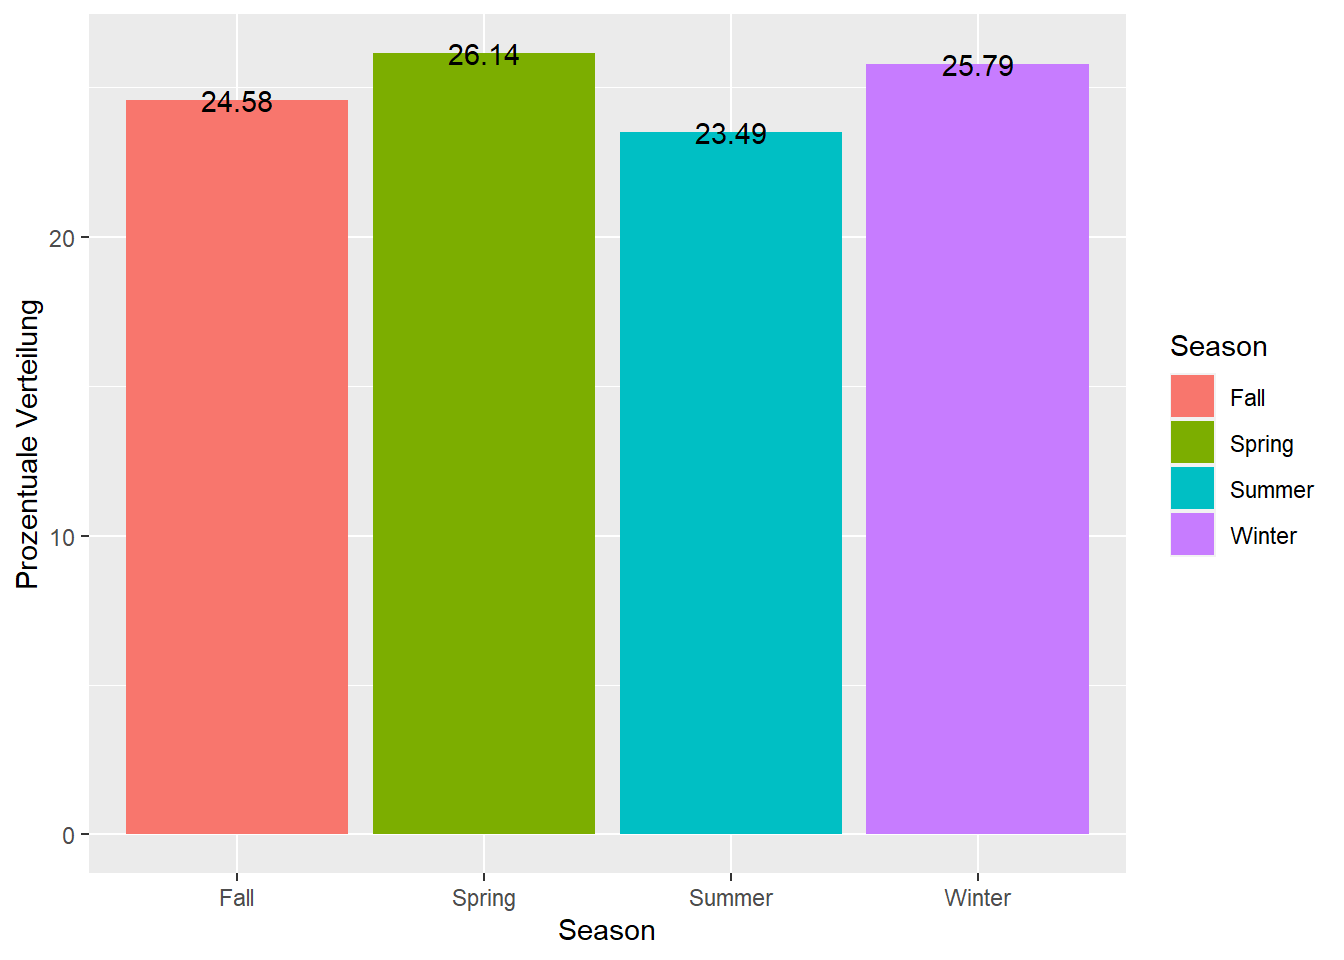 26.14
25.79
24.58
23.49
20
10
0
Prozentuale Verteilung
Fall
Spring
Summer
Winter
Season
Season
Fall
Spring
Summer
Winter